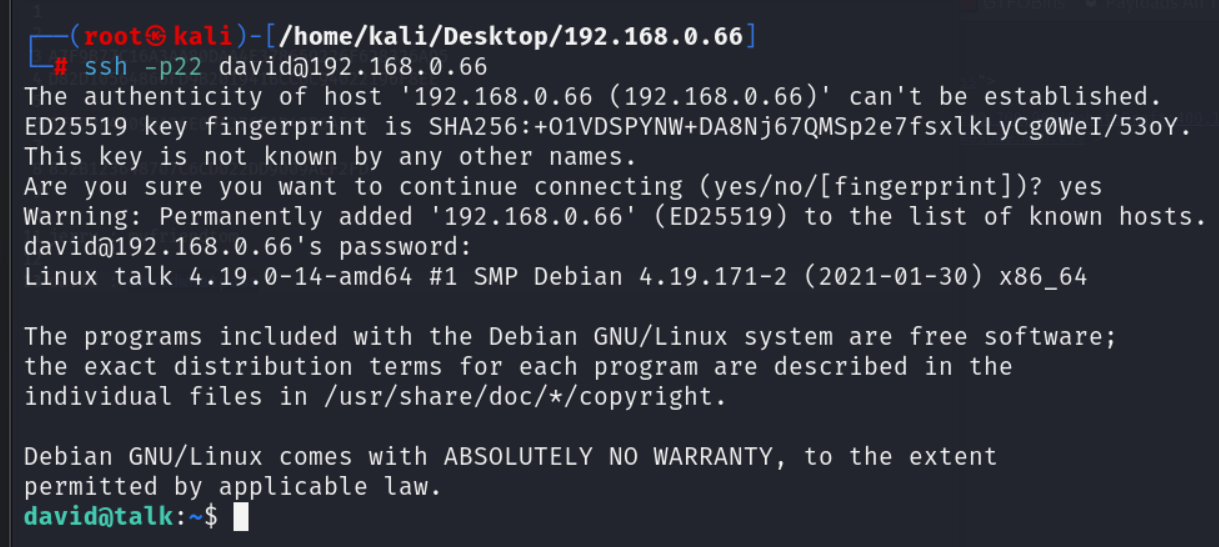 ┌──(root㉿kali)-[/home/kali/Desktop/192.168.0.66]
└─# ssh -p22 david@192.168.0.66
The authenticity of host '192.168.0.66 (192.168.0.66)' can't be established.
ED25519 key fingerprint is SHA256:+O1VDSPYNW+DA8Nj67QMSp2e7fsxlkLyCg0WeI/53oY.
This key is not known by any other names.
Are you sure you want to continue connecting (yes/no/[fingerprint])? yes
Warning: Permanently added '192.168.0.66' (ED25519) to the list of known hosts.
david@192.168.0.66's password:
Linux talk 4.19.0-14-amd64 #1 SMP Debian 4.19.171-2 (2021-01-30) x86_64
The programs included with the Debian GNU/Linux system are free software;
the exact distribution terms for each program are described in the
individual files in /usr/share/doc/*/copyright.
Debian GNU/Linux comes with ABSOLUTELY NO WARRANTY, to the extent
permitted by applicable law.
david@talk:~$